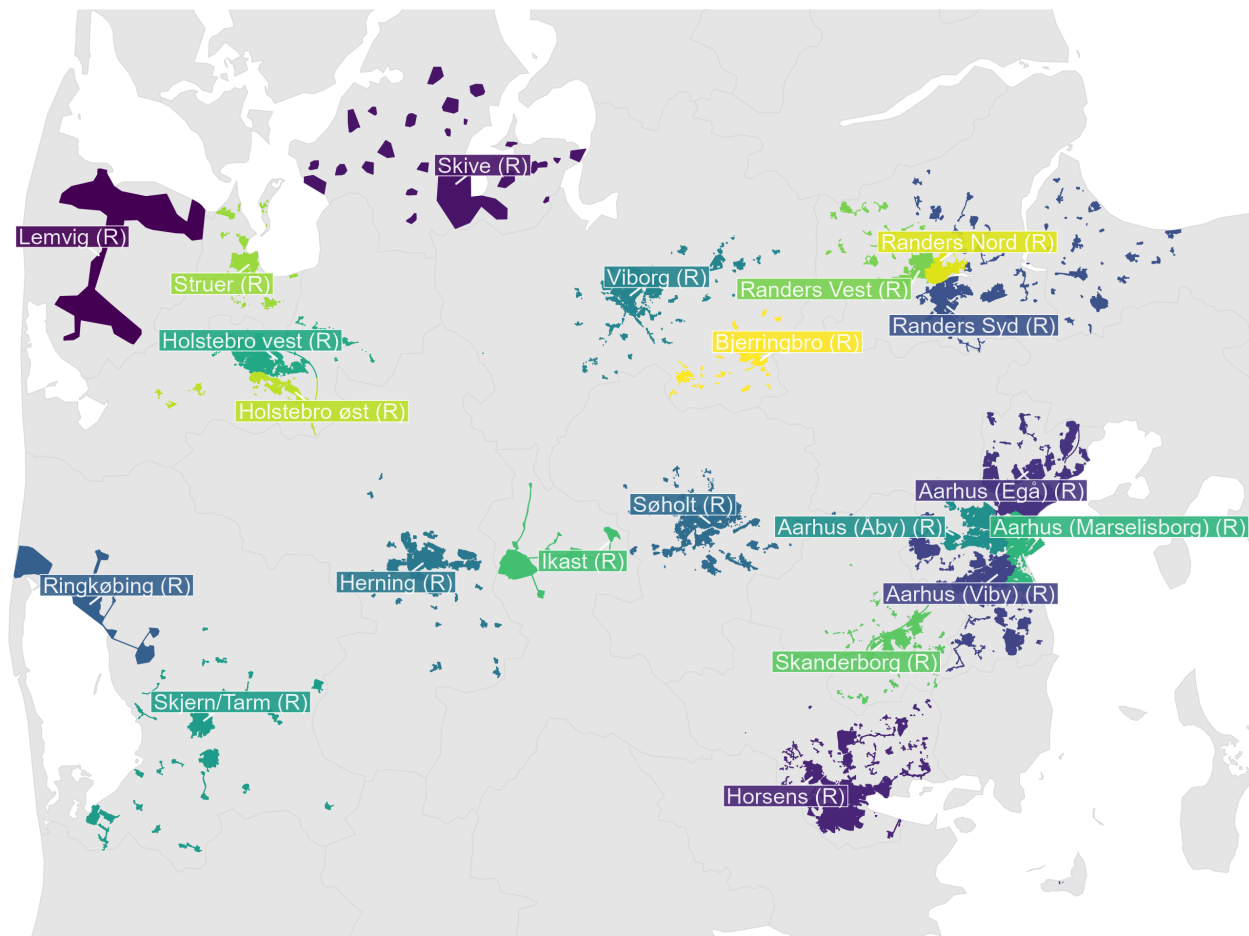 Skive (R)
Lemvig (R)
Randers Nord (R)
Struer (R)
Viborg (R)
Randers Vest (R)
Randers Syd (R)
Holstebro vest (R)
Bjerringbro (R)
Holstebro øst (R)
Aarhus (Egå) (R)
Søholt (R)
Aarhus (Åby) (R)
Aarhus (Marselisborg) (R)
Ikast (R)
Ringkøbing (R)
Herning (R)
Aarhus (Viby) (R)
Skanderborg (R)
Skjern/Tarm (R)
Horsens (R)